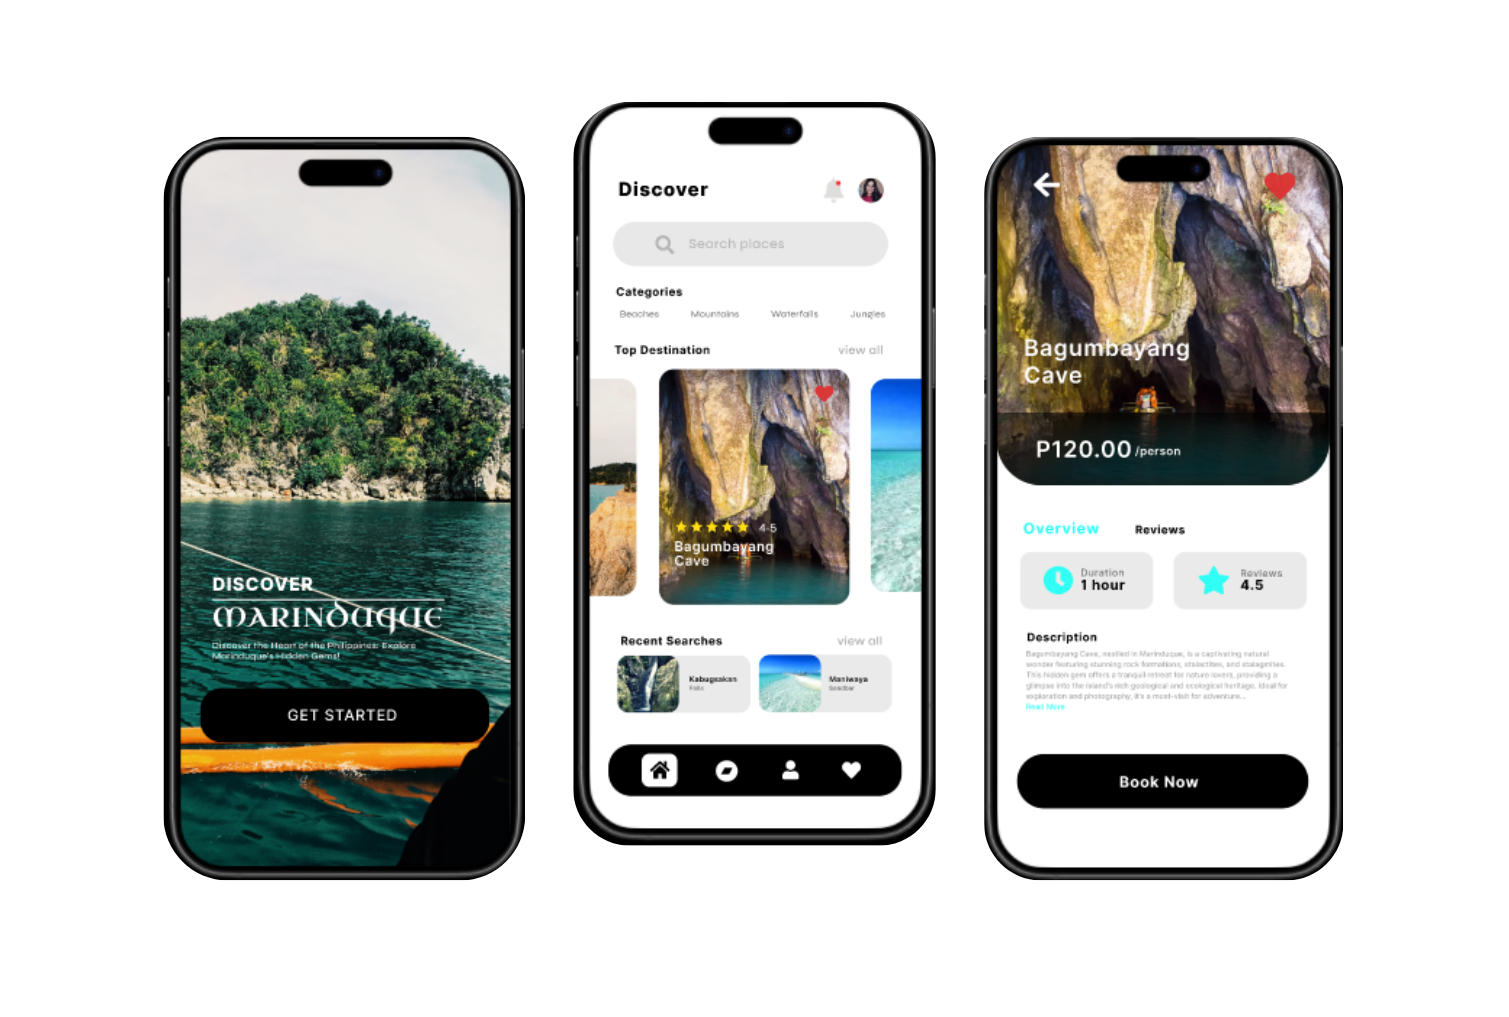 DISCOVER
MARINDUQUE
Discover the Heart of the Philippines: Explore
Marinduque's Hidden Gems!
GET STARTED
Discover
Search places
Categories
Beaches Mountains Waterfalls Jungles
Top Destination view all
4.5
Bagumbayang
Cave
Recent Searches view all
Kabugsakan
Falls
Maniwaya
Sandbar
Bagumbayang
Cave
P120.00 /person
Overview Reviews
Duration
1 hour
Reviews
4.5
Description
Bagumbayang Cave, nestled in Marinduque, is a captivating natural
wonder featuring stunning rock formations, stalactites, and stalagmites.
This hidden gem offers a tranquil retreat for nature lovers, providing a
glimpse into the island's rich geological and ecological heritage. Ideal for
exploration and photography, it's a must-visit for adventure...
Read More
Book Now